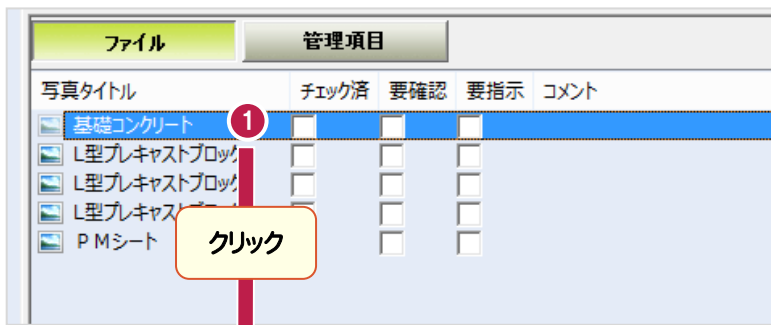 ファイル 管理項目
写真タイトル チェック済 要確認 要指示 コメント
基礎コンクリート 1
L型プレキャストブロック
L型プレキャストブロック
L型プレキャスト
PMシート
クリック